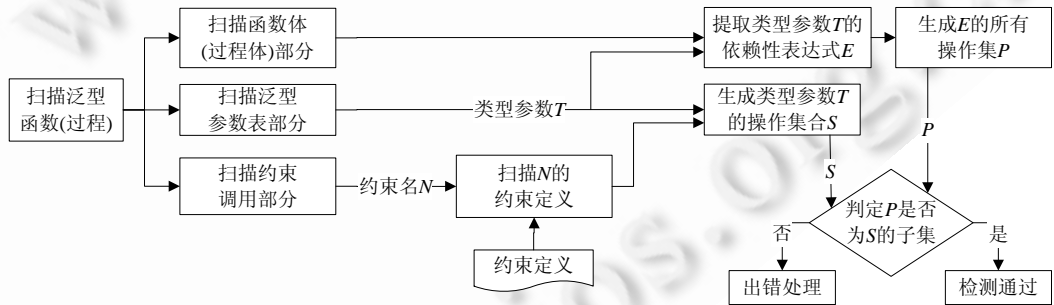 扫描泛型
函数(过程)
扫描函数体
(过程体)部分
扫描泛型
参数表部分
扫描约束
调用部分
类型参数T
约束名N
扫描N的
约束定义
约束定义
提取类型参数T的
依赖性表达式E
生成E的所有
操作集P
生成类型参数T
的操作集合S
S
P
判定P是否
为S的子集
否
是
出错处理
检测通过